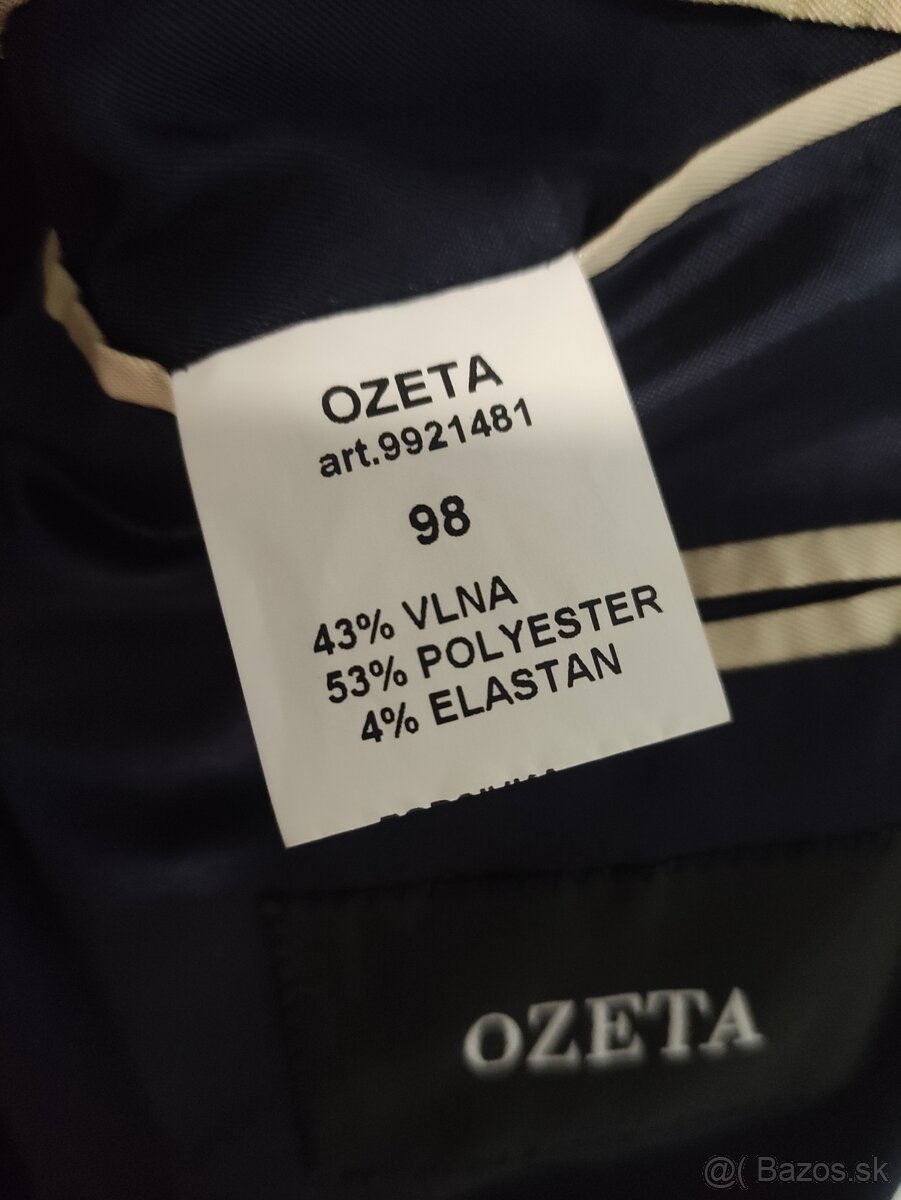 OZETA
art.9921481
98
43% VLNA
53% POLYESTER
4% ELASTAN
OZETA
@( Bazos.sk